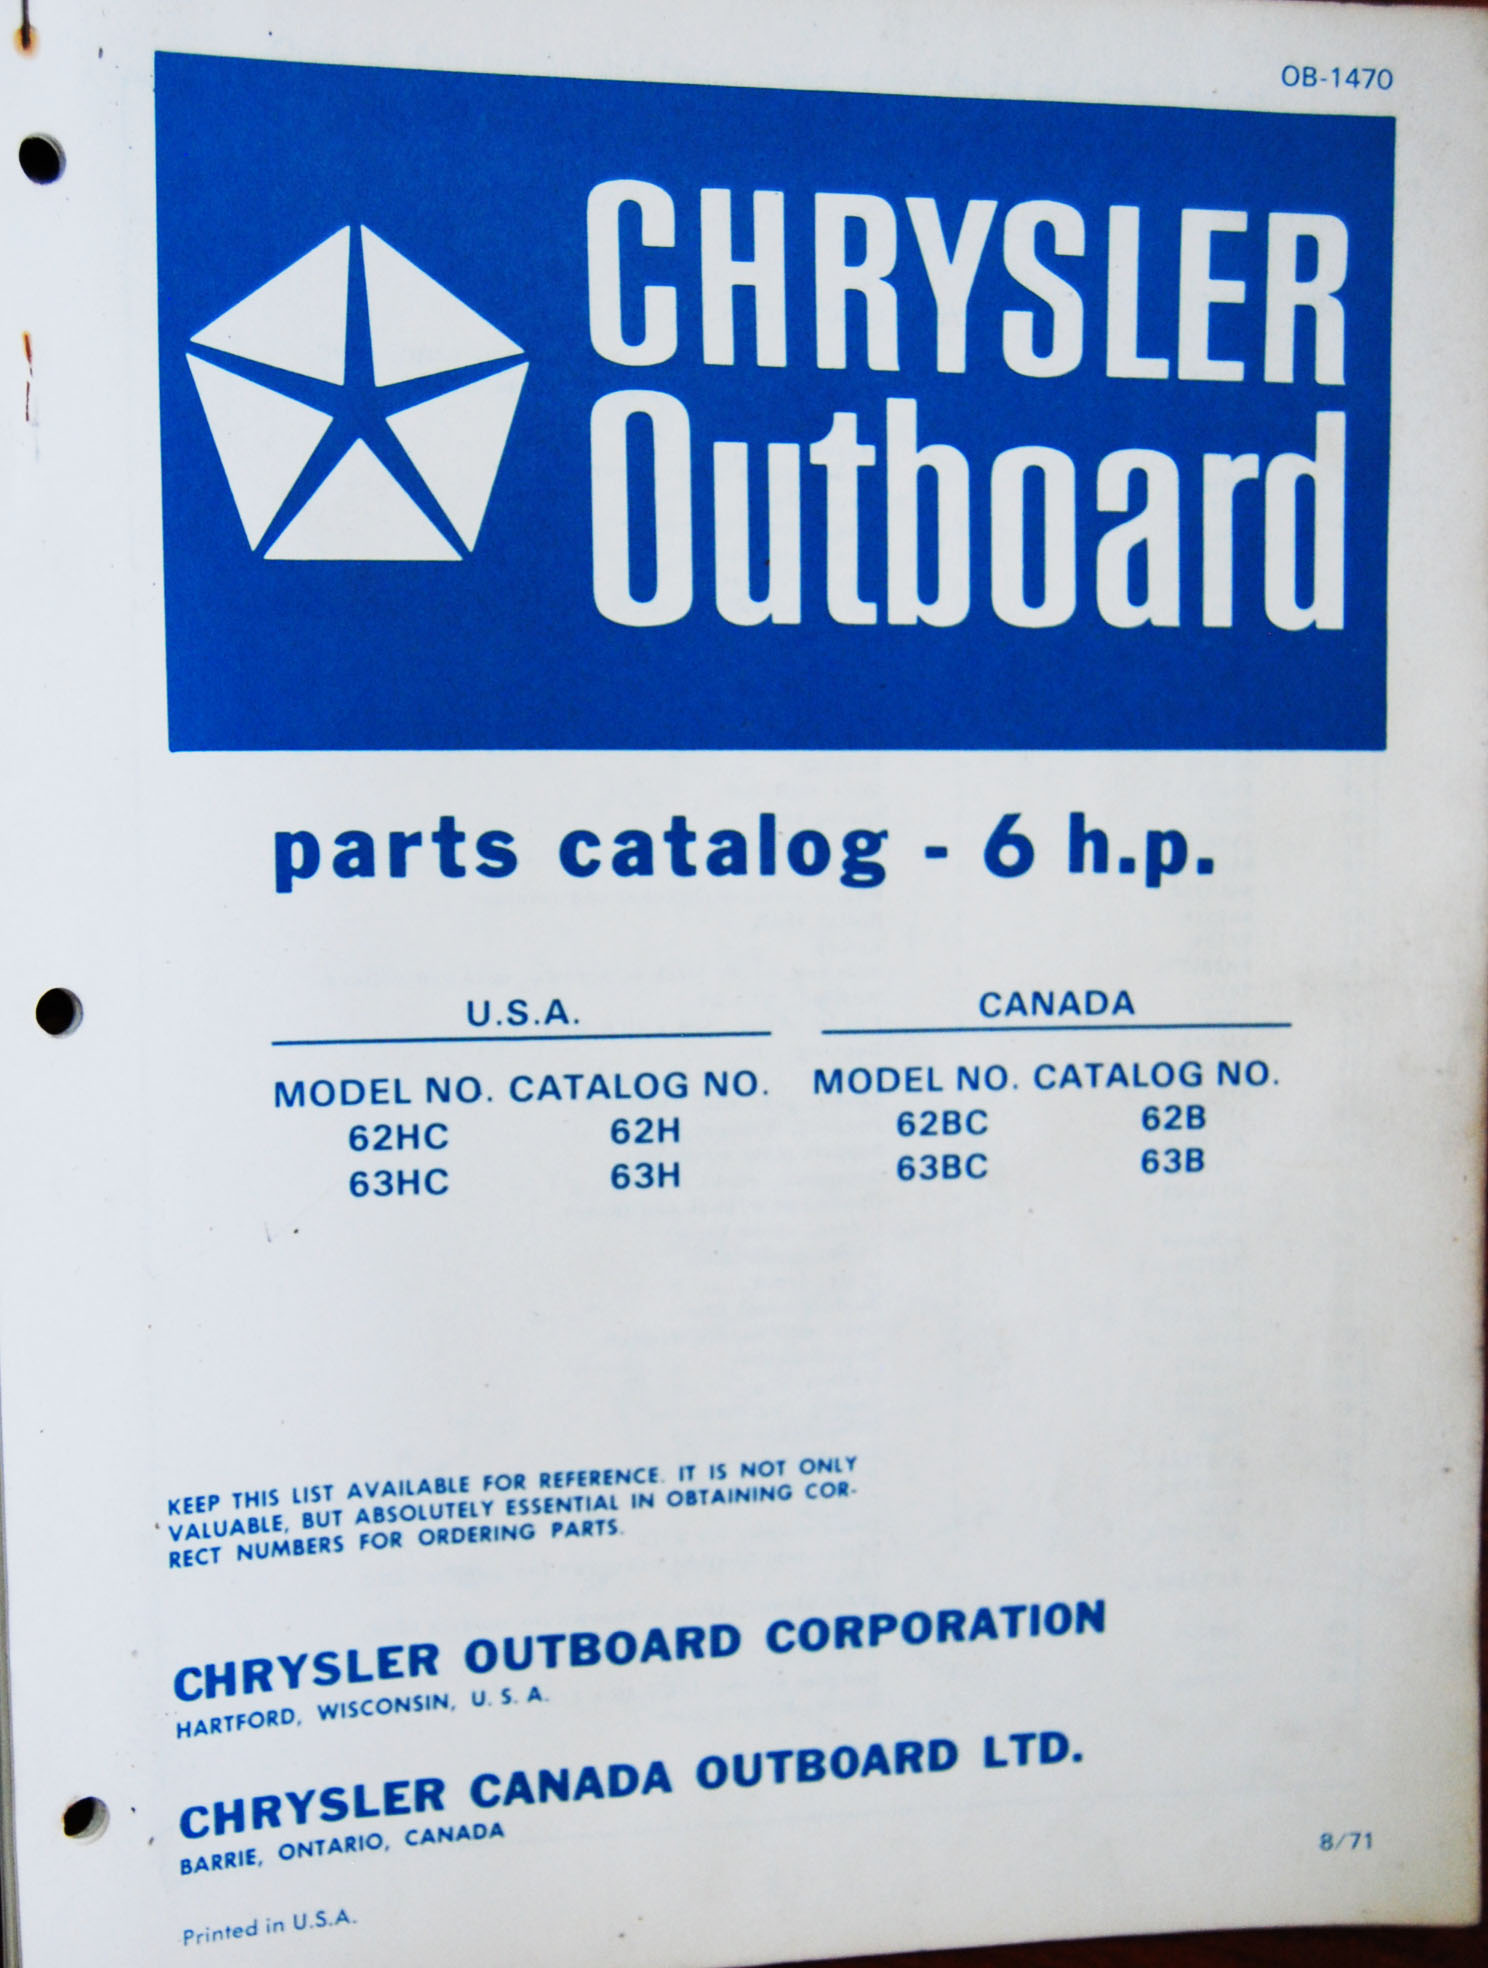 OB-1470
CHRYSLER
Outboard
parts catalog - 6 h.p.
U.S.A. CANADA
MODEL NO. CATALOG NO. MODEL NO. CATALOG NO.
62HC 62H 62BC 62B
63HC 63H 63BC 63B
KEEP THIS LIST AVAILABLE FOR REFERENCE. IT IS NOT ONLY
VALUABLE, BUT ABSOLUTELY ESSENTIAL IN OBTAINING COR-
RECT NUMBERS FOR ORDERING PARTS.
CHRYSLER OUTBOARD CORPORATION
HARTFORD, WISCONSIN, U. S. A.
CHRYSLER CANADA OUTBOARD LTD.
BARRIE, ONTARIO, CANADA
8/71
Printed in U.S.A.